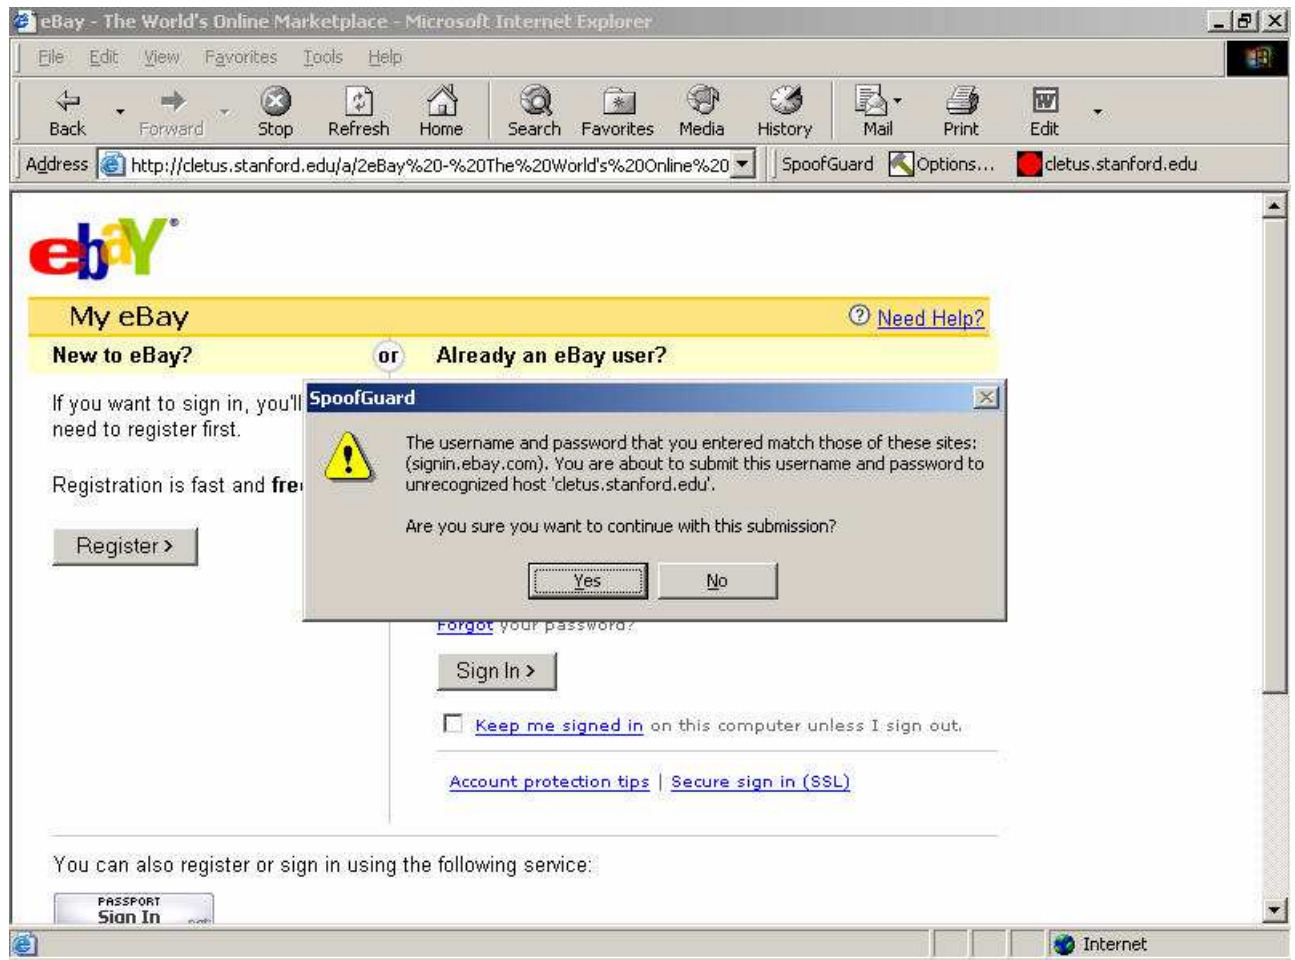 eBay - The World's Online Marketplace - Microsoft Internet Explorer
File Edit View Favorites Tools Help
Back Forward Stop Refresh Home Search Favorites Media History Mail Print Edit
Address http://cletus.stanford.edu/a/2eBay%20-%20The%20World's%20Online%20 SpoofGuard Options... cletus.stanford.edu
ebaY®
My eBay ? Need Help?
New to eBay? or Already an eBay user?
If you want to sign in, you'll
need to register first.
Registration is fast and free
Register >
SpoofGuard
The username and password that you entered match those of these sites:
(signin.ebay.com). You are about to submit this username and password to
unrecognized host 'cletus.stanford.edu'.
Are you sure you want to continue with this submission?
Yes No
Forgot your password?
Sign In >
Keep me signed in on this computer unless I sign out.
Account protection tips | Secure sign in (SSL)
You can also register or sign in using the following service:
PASSPORT
Sign In
Internet